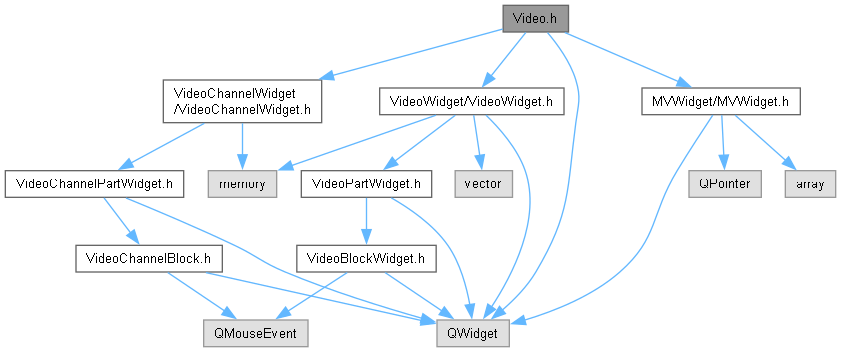 Video.h
VideoChannelWidget
/VideoChannelWidget.h
VideoWidget/VideoWidget.h
MVWidget/MVWidget.h
VideoChannelPartWidget.h
memory
VideoPartWidget.h
vector
QPointer
array
VideoChannelBlock.h
VideoBlockWidget.h
QMouseEvent
QWidget